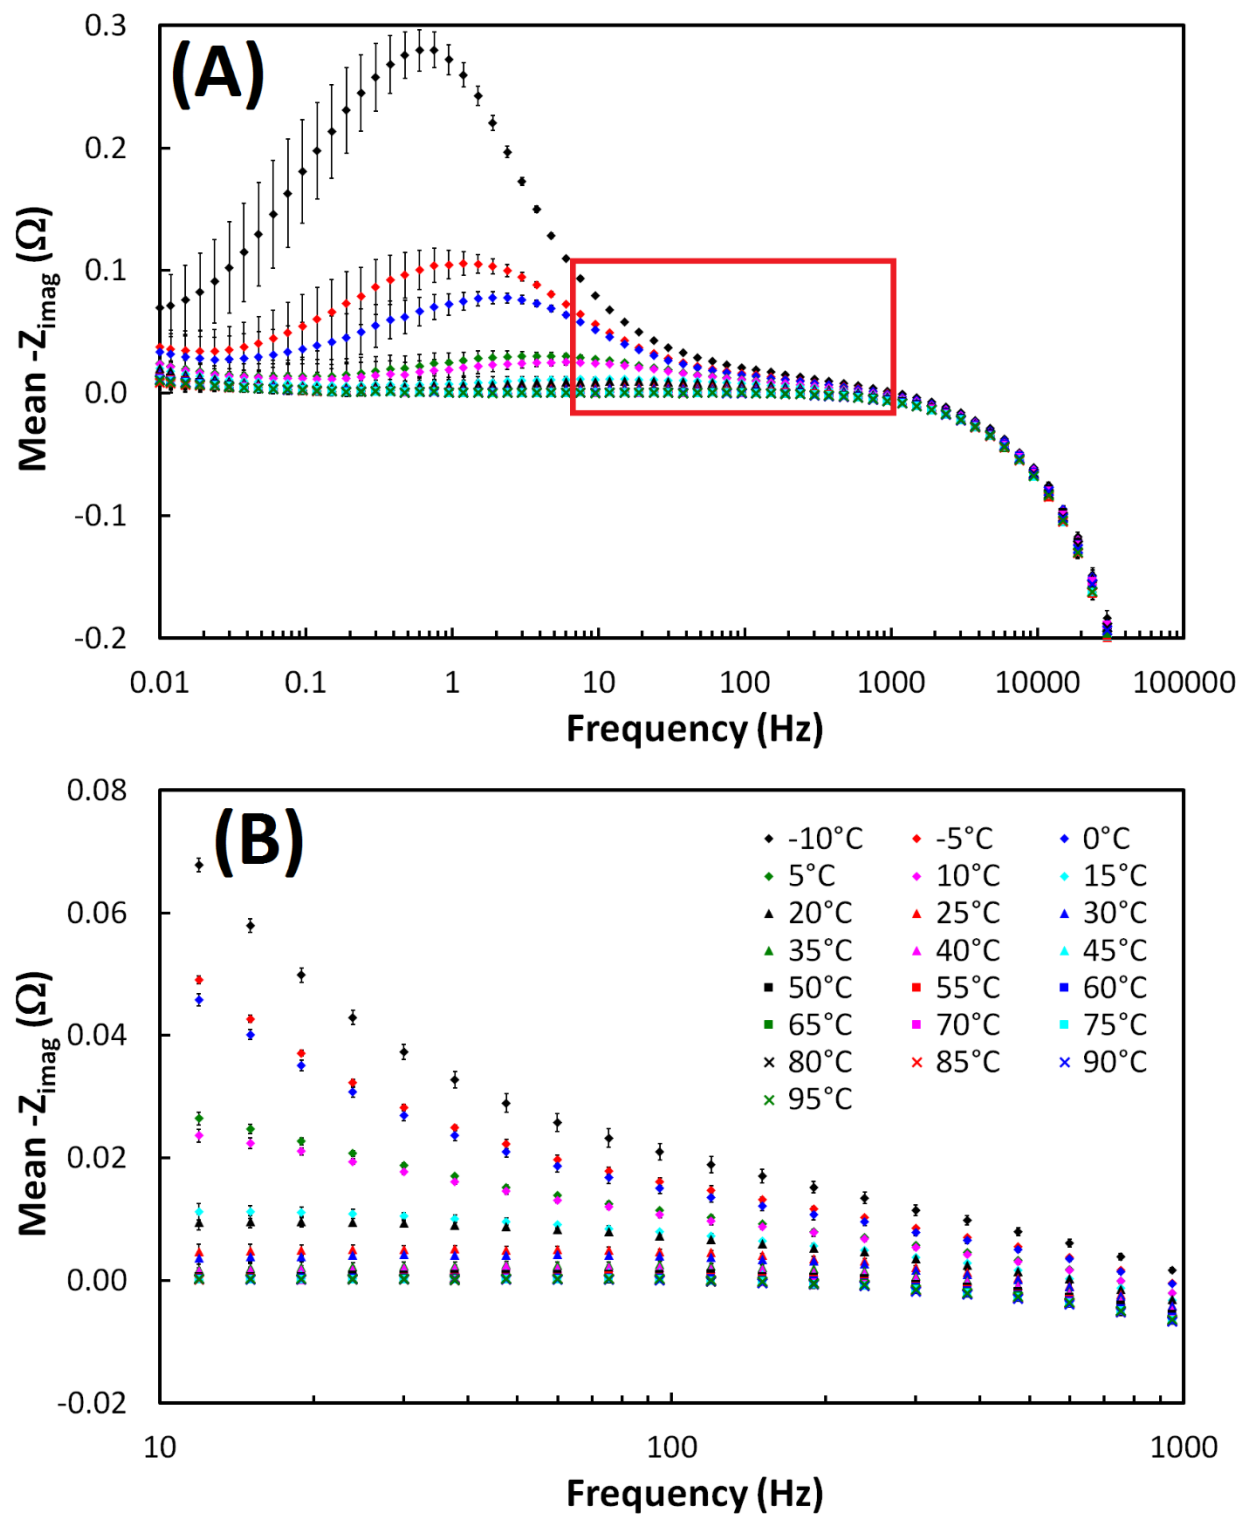 (A)
0.3
0.2
0.1
0.0
-0.1
-0.2
Mean -Zimag (Ω)
0.01 0.1 1 10 100 1000 10000 100000
Frequency (Hz)
(B)
0.08
0.06
0.04
0.02
0.00
-0.02
Mean -Zimag (Ω)
-10°C -5°C 0°C
5°C 10°C 15°C
20°C 25°C 30°C
35°C 40°C 45°C
50°C 55°C 60°C
65°C 70°C 75°C
80°C 85°C 90°C
95°C
10 100 1000
Frequency (Hz)